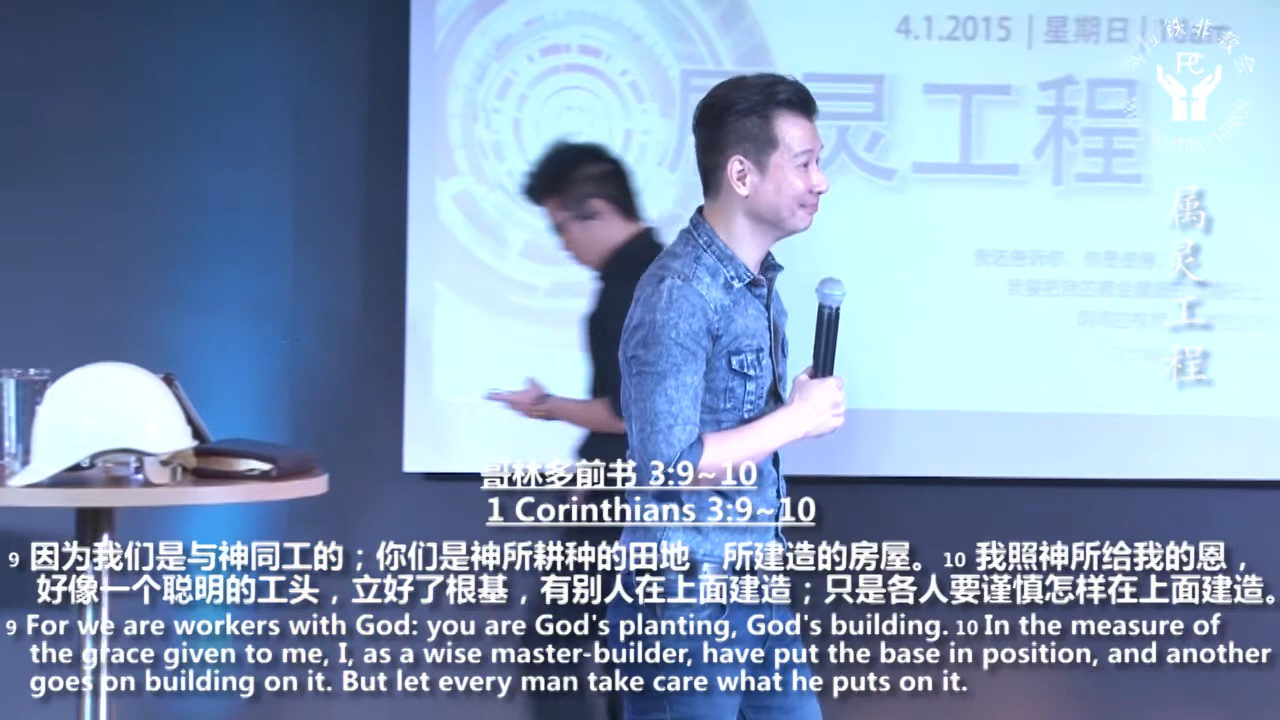 4.1.2015 | 星期日 |
属灵工程
属灵工程
哥林多前书 3:9~10
1 Corinthians 3:9~10
9 因为我们是与神同工的；你们是神所耕种的田地 所建造的房屋。10 我照神所给我的恩，
好像一个聪明的工头，立好了根基，有别人在上面建造；只是各人要谨慎怎样在上面建造。
9 For we are workers with God: you are God's planting, God's building. 10 In the measure of
the grace given to me, I, as a wise master-builder, have put the base in position, and another
goes on building on it. But let every man take care what he puts on it.